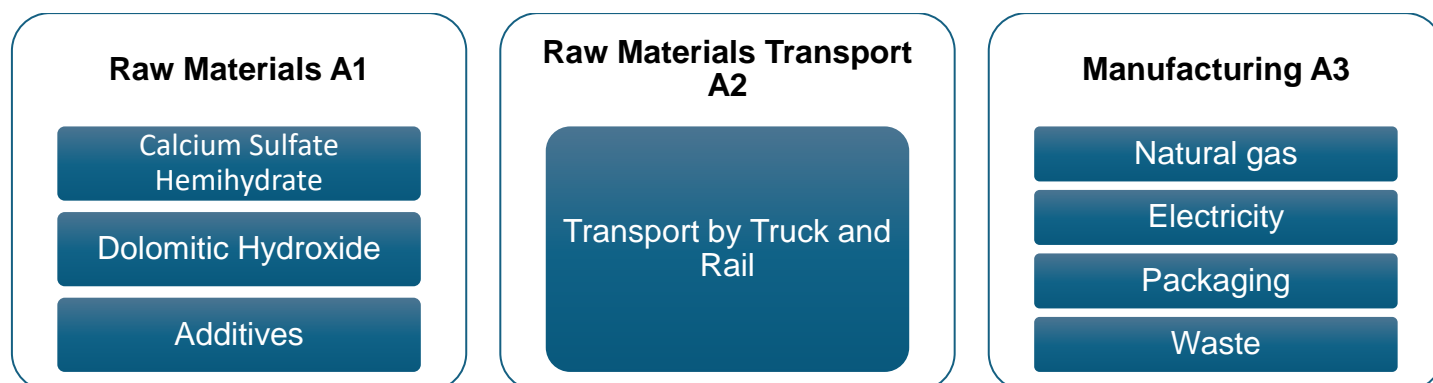 Raw Materials A1
Calcium Sulfate
Hemihydrate
Dolomitic Hydroxide
Additives
Raw Materials Transport
A2
Transport by Truck and
Rail
Manufacturing A3
Natural gas
Electricity
Packaging
Waste